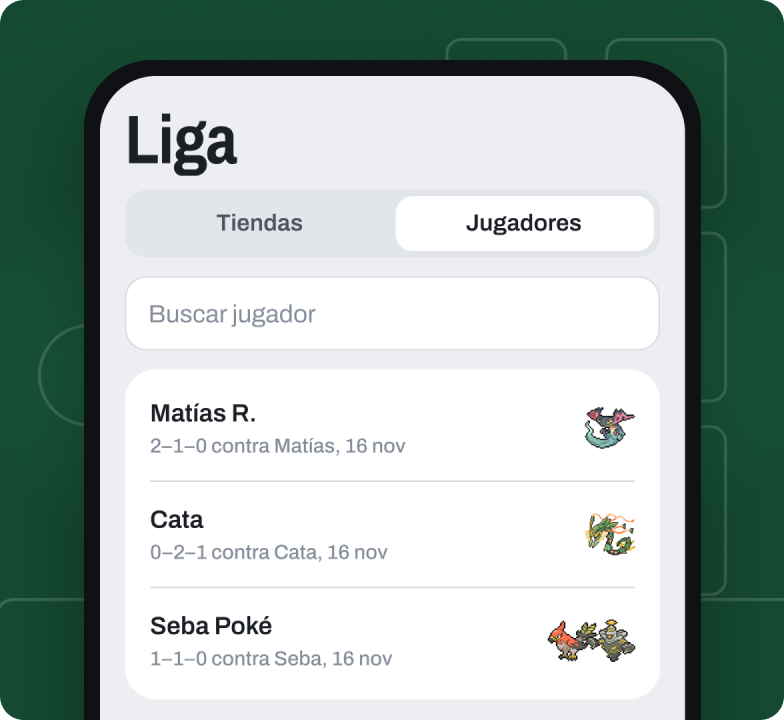 Liga
Tiendas
Jugadores
Buscar jugador
Matías R.
2–1–0 contra Matías, 16 nov
Cata
0–2–1 contra Cata, 16 nov
Seba Poké
1–1–0 contra Seba, 16 nov